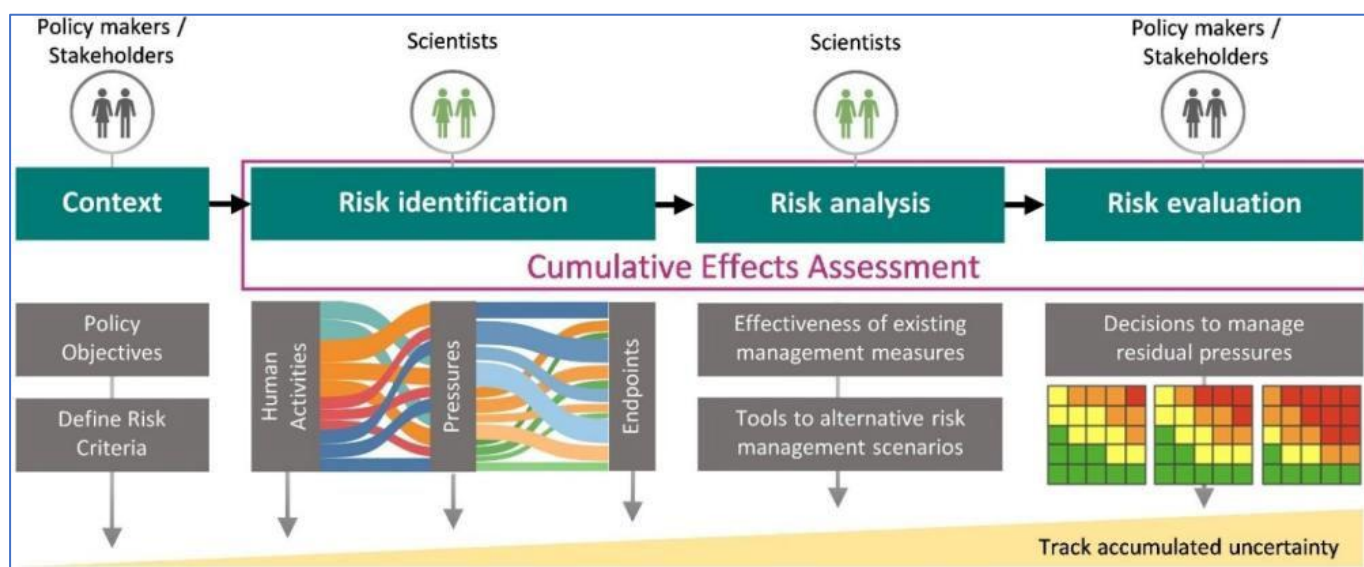 Policy makers /
Stakeholders
Scientists
Scientists
Policy makers /
Stakeholders
Context
Risk identification
Risk analysis
Risk evaluation
Cumulative Effects Assessment
Policy
Objectives
Define Risk
Criteria
Human
Activities
Pressures
Endpoints
Effectiveness of existing
management measures
Tools to alternative risk
management scenarios
Decisions to manage
residual pressures
Track accumulated uncertainty